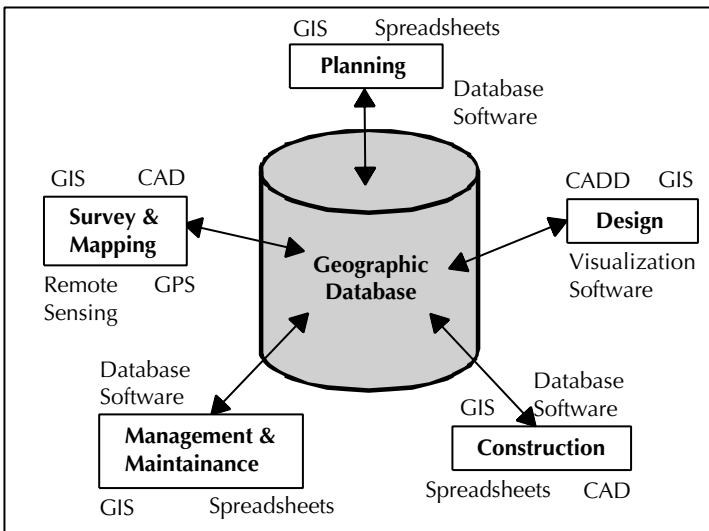 GIS Spreadsheets
Planning
Database
Software
GIS CAD
Survey &
Mapping
Remote
Sensing
GPS
CADD GIS
Design
Visualization
Software
Geographic
Database
Database
Software
Management &
Maintainance
GIS Spreadsheets
Database
Software
GIS
Construction
Spreadsheets CAD